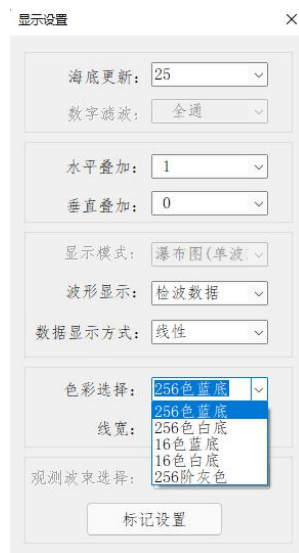 显示设置 ×
海底更新: 25
数字滤波: 全通
水平叠加: 1
垂直叠加: 0
显示模式: 瀑布图(单波
波形显示: 检波数据
数据显示方式: 线性
色彩选择: 256色蓝底
256色蓝底
线宽: 256色白底
16色蓝底
16色白底
观测波束选择: 256阶灰色
标记设置